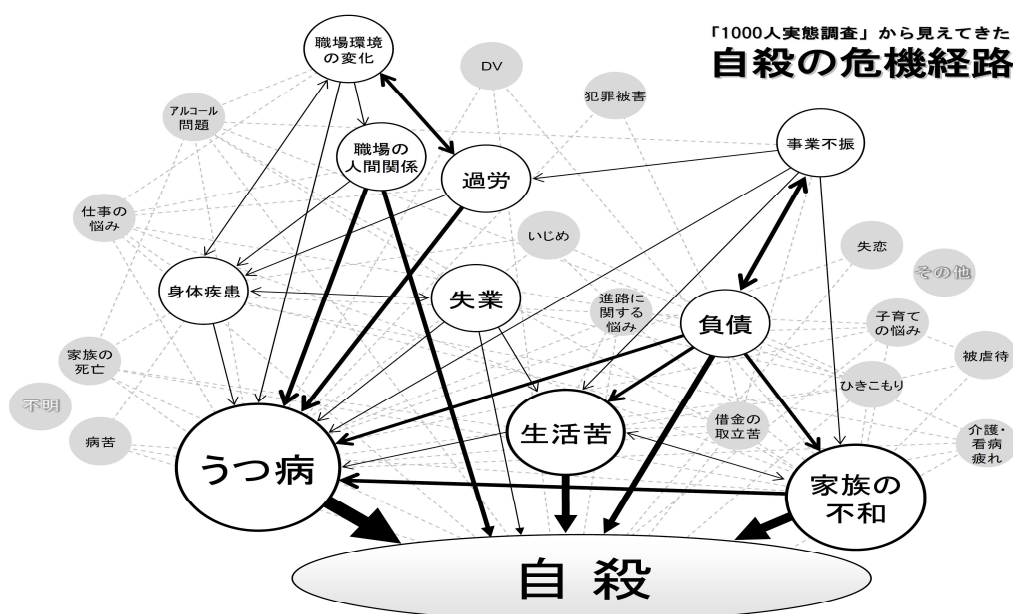 「1000人実態調査」から見えてきた
自殺の危機経路
職場環境
の変化
DV
犯罪被害
アルコール
問題
職場の
人間関係
過労
事業不振
仕事の
悩み
いじめ
失恋
その他
身体疾患
失業
進路に
関する
悩み
負債
子育て
の悩み
家族の
死亡
被虐待
ひきこもり
不明
病苦
生活苦
借金の
取立苦
介護・
看病
疲れ
うつ病
家族の
不和
自殺